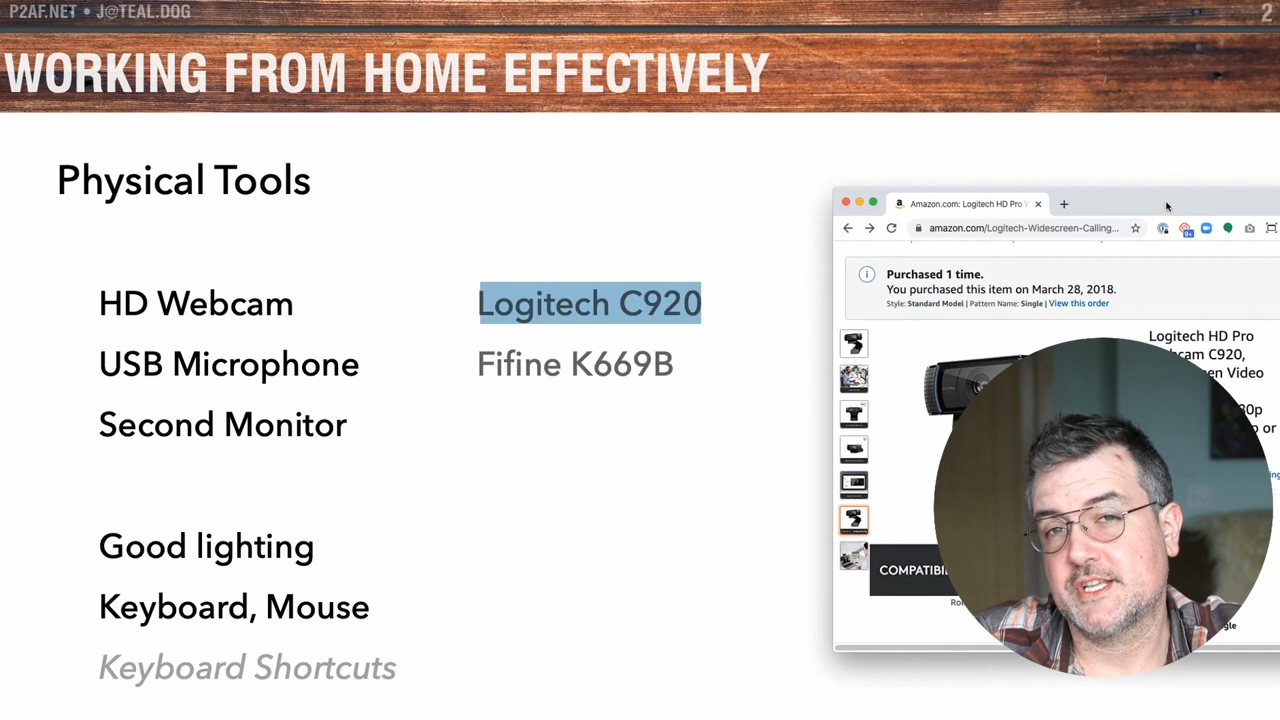 P2AF.NET • J@TEAL.DOG
2
WORKING FROM HOME EFFECTIVELY
Physical Tools
HD Webcam
Logitech C920
USB Microphone
Fifine K669B
Second Monitor
Good lighting
Keyboard, Mouse
Keyboard Shortcuts
Amazon.com: Logitech HD Pro
amazon.com/Logitech-Widescreen-Calling...
Purchased 1 time.
You purchased this item on March 28, 2018.
Style: Standard Model | Pattern Name: Single | View this order
Logitech HD Pro
C920,
Video
or
COMPATIBI